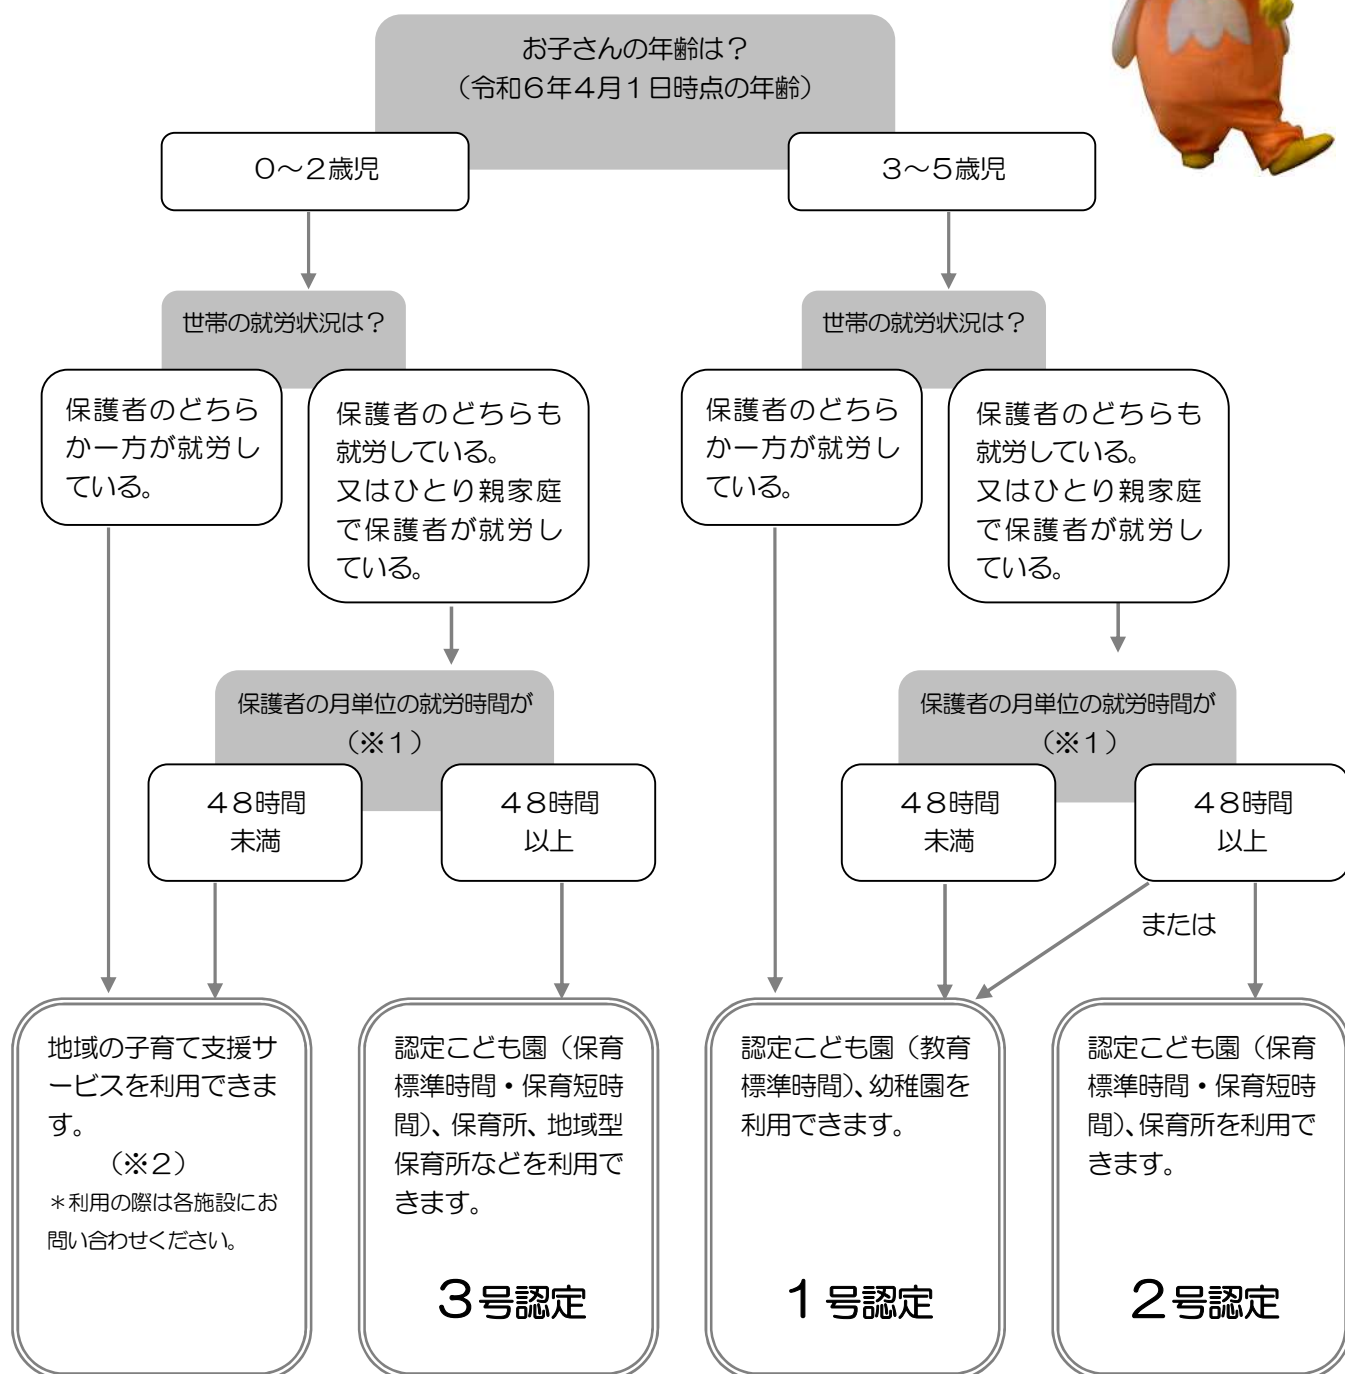 お子さんの年齢は？
（令和６年４月１日時点の年齢）
０～２歳児
３～５歳児
世帯の就労状況は？
世帯の就労状況は？
保護者のどちら
か一方が就労し
ている。
保護者のどちらも
就労している。
又はひとり親家庭
で保護者が就労し
ている。
保護者のどちら
か一方が就労し
ている。
保護者のどちらも
就労している。
又はひとり親家庭
で保護者が就労し
ている。
保護者の月単位の就労時間が
（※１）
保護者の月単位の就労時間が
（※１）
４８時間
未満
４８時間
以上
４８時間
未満
４８時間
以上
または
地域の子育て支援サ
ービスを利用できま
す。
（※２）
＊利用の際は各施設にお
問い合わせください。
認定こども園（保育
標準時間・保育短時
間）、保育所、地域型
保育所などを利用で
きます。
３号認定
認定こども園（教育
標準時間）、幼稚園を
利用できます。
１号認定
認定こども園（保育
標準時間・保育短時
間）、保育所を利用で
きます。
２号認定